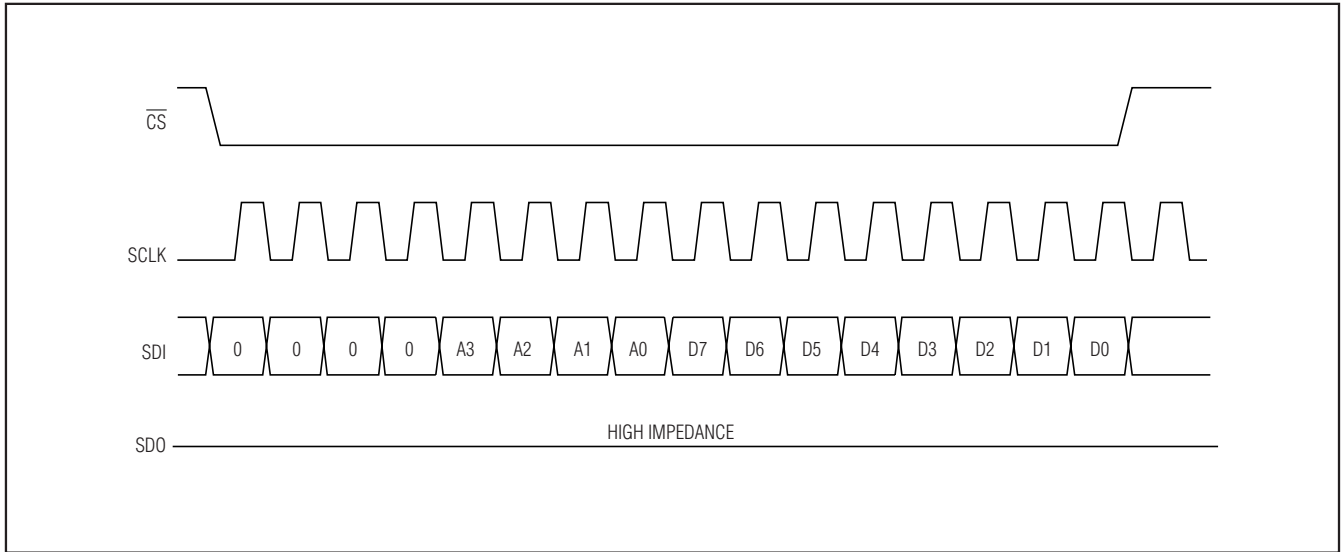 CS
SCLK
SDI 0 0 0 0 A3 A2 A1 A0 D7 D6 D5 D4 D3 D2 D1 D0
HIGH IMPEDANCE
SDO